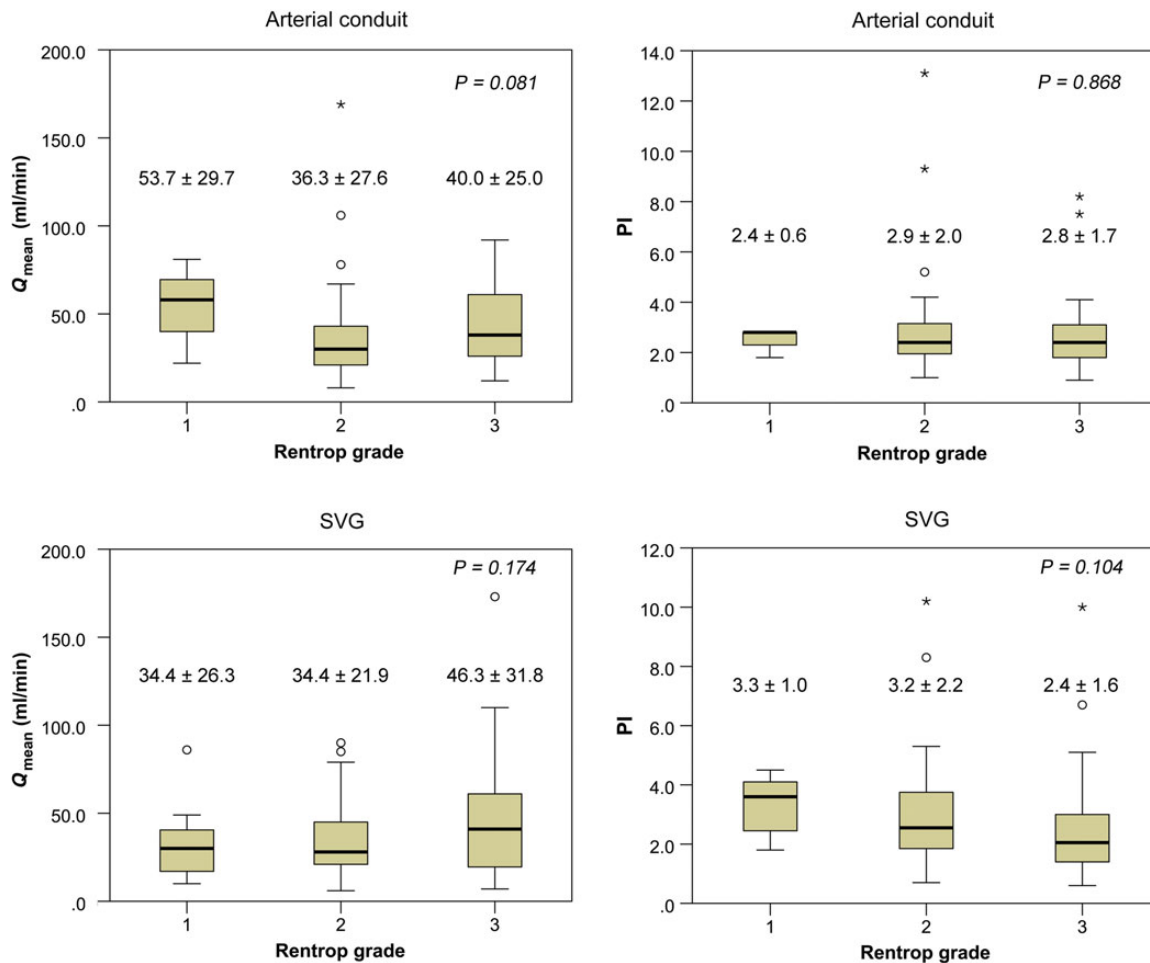 Arterial conduit
200.0
150.0
100.0
50.0
.0
Qmean (ml/min)
P = 0.081
53.7 ± 29.7 36.3 ± 27.6 40.0 ± 25.0
1 2 3
Rentrop grade
Arterial conduit
14.0
12.0
10.0
8.0
6.0
4.0
2.0
.0
PI
P = 0.868
2.4 ± 0.6 2.9 ± 2.0 2.8 ± 1.7
1 2 3
Rentrop grade
SVG
200.0
150.0
100.0
50.0
.0
Qmean (ml/min)
P = 0.174
34.4 ± 26.3 34.4 ± 21.9 46.3 ± 31.8
1 2 3
Rentrop grade
SVG
12.0
10.0
8.0
6.0
4.0
2.0
.0
PI
P = 0.104
3.3 ± 1.0 3.2 ± 2.2 2.4 ± 1.6
1 2 3
Rentrop grade